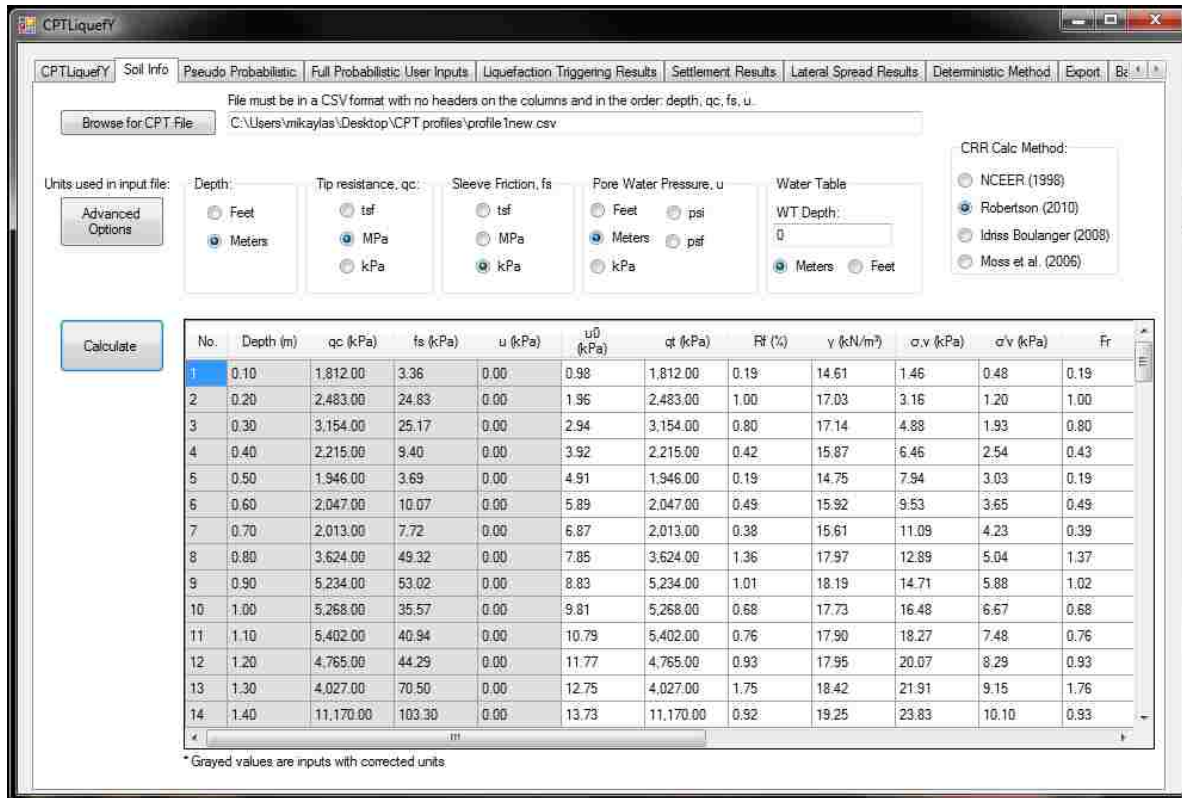 CPTLiquefY
CPTLiquefY Soil Info Pseudo Probabilistic Full Probabilistic User Inputs Liquefaction Triggering Results Settlement Results Lateral Spread Results Deterministic Method Export Ba
File must be in a CSV format with no headers on the columns and in the order: depth, qc, fs, u.
Browse for CPT File C:\Users\mikaylas\Desktop\CPT profiles\profile1new.csv
CRR Calc Method:
NCEER (1998)
Robertson (2010)
Idriss Boulanger (2008)
Moss et al. (2006)
Units used in input file:
Advanced Options
Depth:
Feet
Meters
Tip resistance, qc:
tsf
MPa
kPa
Sleeve Friction, fs
tsf
MPa
kPa
Pore Water Pressure, u
Feet psi
Meters psf
kPa
Water Table
WT Depth:
0
Meters Feet
Calculate
No. Depth (m) qc (kPa) fs (kPa) u (kPa) u0 (kPa) qt (kPa) Rf (%) γ (kN/m³) σ,v (kPa) σ'v (kPa) Fr
1 0.10 1,812.00 3.36 0.00 0.98 1,812.00 0.19 14.61 1.46 0.48 0.19
2 0.20 2,483.00 24.83 0.00 1.96 2,483.00 1.00 17.03 3.16 1.20 1.00
3 0.30 3,154.00 25.17 0.00 2.94 3,154.00 0.80 17.14 4.88 1.93 0.80
4 0.40 2,215.00 9.40 0.00 3.92 2,215.00 0.42 15.87 6.46 2.54 0.43
5 0.50 1,946.00 3.69 0.00 4.91 1,946.00 0.19 14.75 7.94 3.03 0.19
6 0.60 2,047.00 10.07 0.00 5.89 2,047.00 0.49 15.92 9.53 3.65 0.49
7 0.70 2,013.00 7.72 0.00 6.87 2,013.00 0.38 15.61 11.09 4.23 0.39
8 0.80 3,624.00 49.32 0.00 7.85 3,624.00 1.36 17.97 12.89 5.04 1.37
9 0.90 5,234.00 53.02 0.00 8.83 5,234.00 1.01 18.19 14.71 5.88 1.02
10 1.00 5,268.00 35.57 0.00 9.81 5,268.00 0.68 17.73 16.48 6.67 0.68
11 1.10 5,402.00 40.94 0.00 10.79 5,402.00 0.76 17.90 18.27 7.48 0.76
12 1.20 4,765.00 44.29 0.00 11.77 4,765.00 0.93 17.95 20.07 8.29 0.93
13 1.30 4,027.00 70.50 0.00 12.75 4,027.00 1.75 18.42 21.91 9.15 1.76
14 1.40 11,170.00 103.30 0.00 13.73 11,170.00 0.92 19.25 23.83 10.10 0.93
* Grayed values are inputs with corrected units